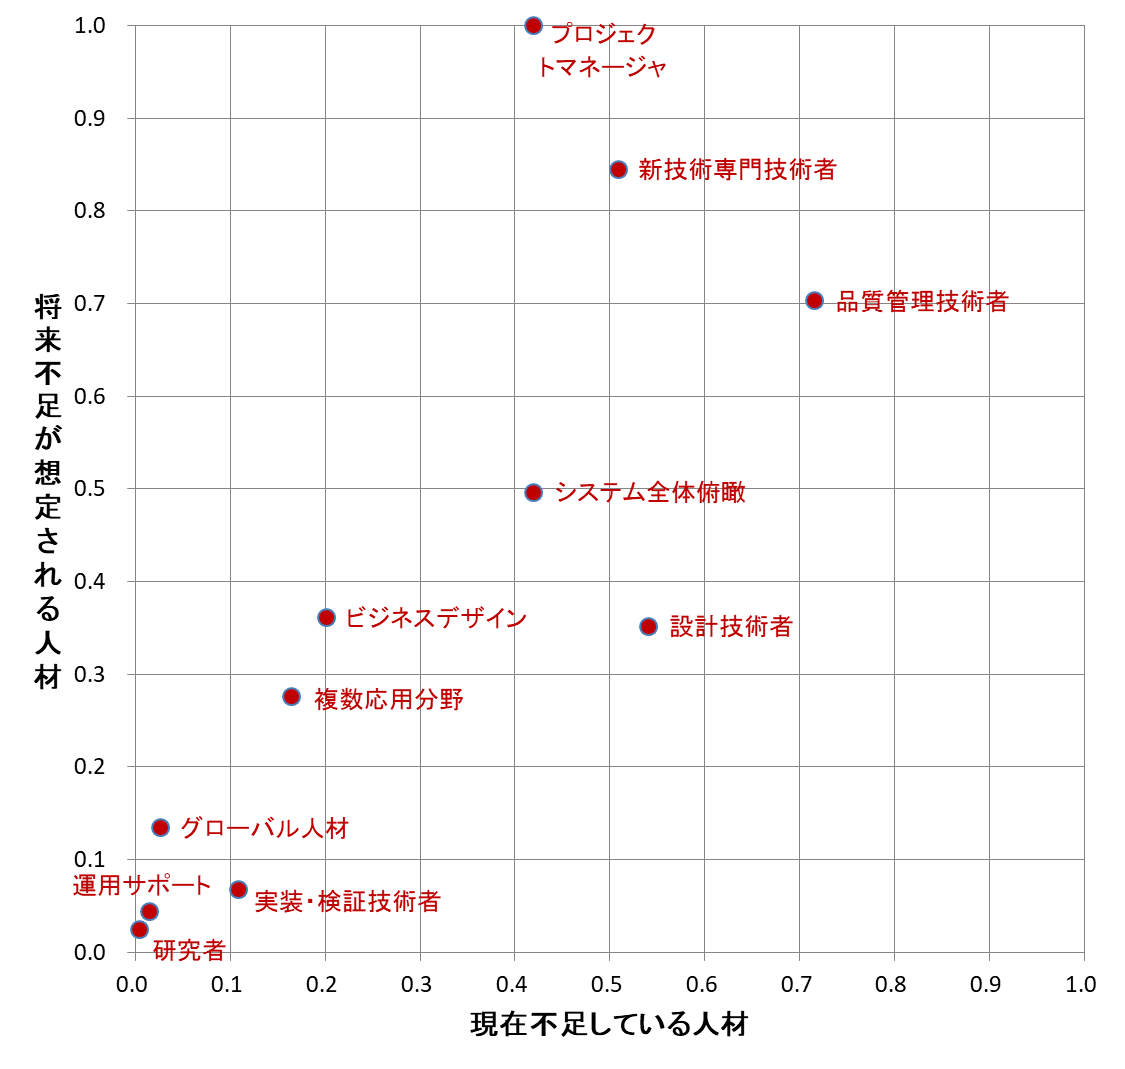 1.0
0.9
0.8
0.7
0.6
0.5
0.4
0.3
0.2
0.1
0.0
将来不足が想定される人材
プロジェク
トマネージャ
新技術専門技術者
品質管理技術者
システム全体俯瞰
ビジネスデザイン
設計技術者
複数応用分野
グローバル人材
運用サポート
実装・検証技術者
研究者
0.0 0.1 0.2 0.3 0.4 0.5 0.6 0.7 0.8 0.9 1.0
現在不足している人材